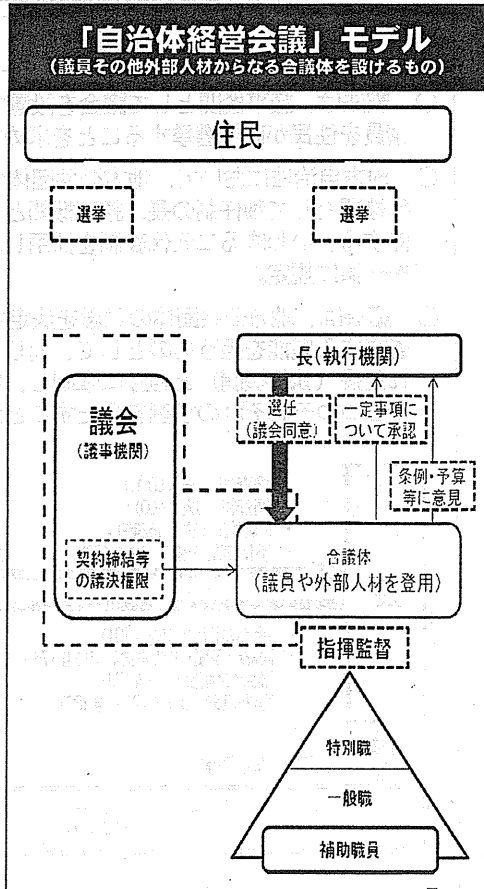 「自治体経営会議」モデル
(議員その他外部人材からなる合議体を設けるもの)
住民
選挙
選挙
長(執行機関)
議会
(議事機関)
選任
(議会同意)
一定事項に
ついて承認
条例・予算
等に意見
契約締結等
の議決権限
合議体
(議員や外部人材を登用)
指揮監督
特別職
一般職
補助職員